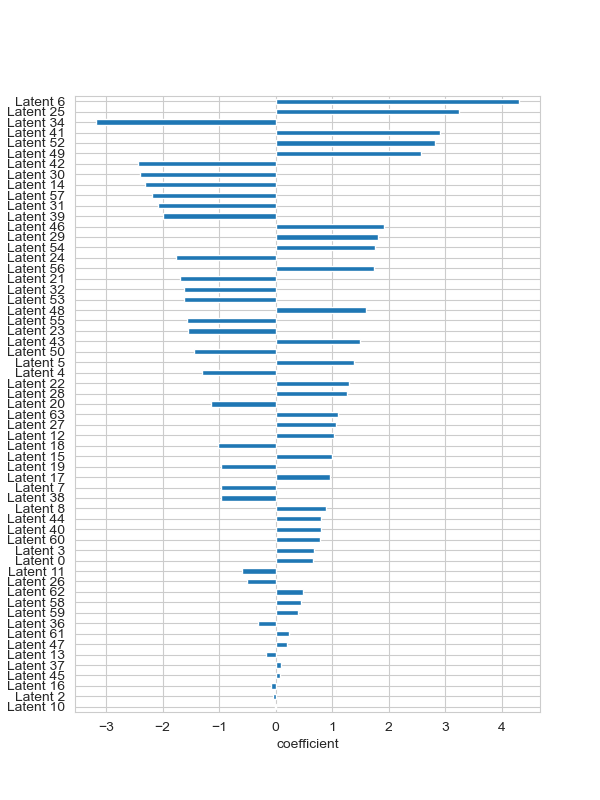 Latent 6
Latent 25
Latent 34
Latent 41
Latent 52
Latent 49
Latent 42
Latent 30
Latent 14
Latent 57
Latent 31
Latent 39
Latent 46
Latent 29
Latent 54
Latent 24
Latent 56
Latent 21
Latent 32
Latent 53
Latent 48
Latent 55
Latent 23
Latent 43
Latent 50
Latent 5
Latent 4
Latent 22
Latent 28
Latent 20
Latent 63
Latent 27
Latent 12
Latent 18
Latent 15
Latent 19
Latent 17
Latent 7
Latent 38
Latent 8
Latent 44
Latent 40
Latent 60
Latent 3
Latent 0
Latent 11
Latent 26
Latent 62
Latent 58
Latent 59
Latent 36
Latent 61
Latent 47
Latent 13
Latent 37
Latent 45
Latent 16
Latent 2
Latent 10
−3 −2 −1 0 1 2 3 4
coefficient